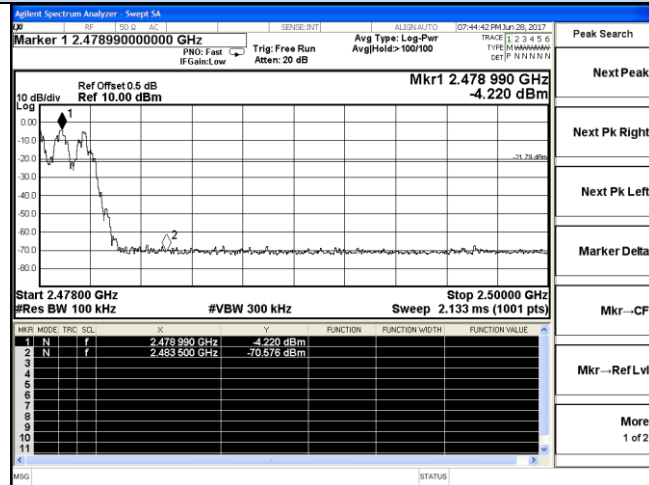 Agilent Spectrum Analyzer - Swept SA
RF 50 Ω AC SENSE:INT ALIGN AUTO 07:44:42 PM Jun 28, 2017
Marker 1 2.478990000000 GHz
PNO: Fast
IFGain:Low
Trig: Free Run
Atten: 20 dB
Avg Type: Log-Pwr
Avg|Hold:>100/100
TRACE 1 2 3 4 5 6
TYPE
DET P N N N N N
Peak Search
Ref Offset 0.5 dB
Ref 10.00 dBm
Mkr1 2.478 990 GHz
-4.220 dBm
10 dB/div
Log
1
0.00
-10.0
-20.0
-21.79 dBm
-30.0
-40.0
-50.0
-60.0
2
-70.0
-80.0
Start 2.47800 GHz
#Res BW 100 kHz
#VBW 300 kHz
Stop 2.50000 GHz
Sweep 2.133 ms (1001 pts)
MKR MODE TRC SCL X Y FUNCTION FUNCTION WIDTH FUNCTION VALUE
1 N f 2.478 990 GHz -4.220 dBm
2 N f 2.483 500 GHz -70.576 dBm
3
4
5
6
7
8
9
10
11
MSG
STATUS
Next Peak
Next Pk Right
Next Pk Left
Marker Delta
Mkr→CF
Mkr→Ref Lvl
More
1 of 2